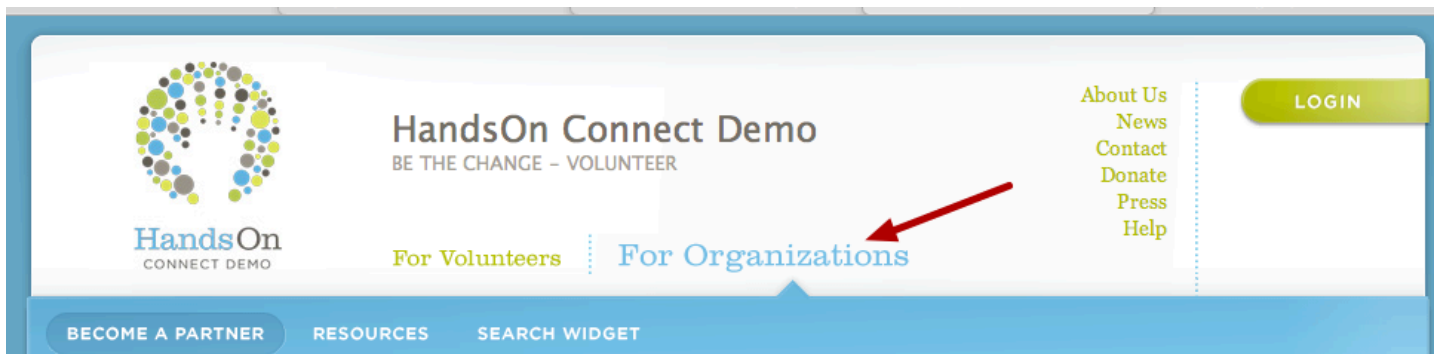 HandsOn
CONNECT DEMO
HandsOn Connect Demo
BE THE CHANGE – VOLUNTEER
For Volunteers
For Organizations
About Us
News
Contact
Donate
Press
Help
LOGIN
BECOME A PARTNER
RESOURCES
SEARCH WIDGET